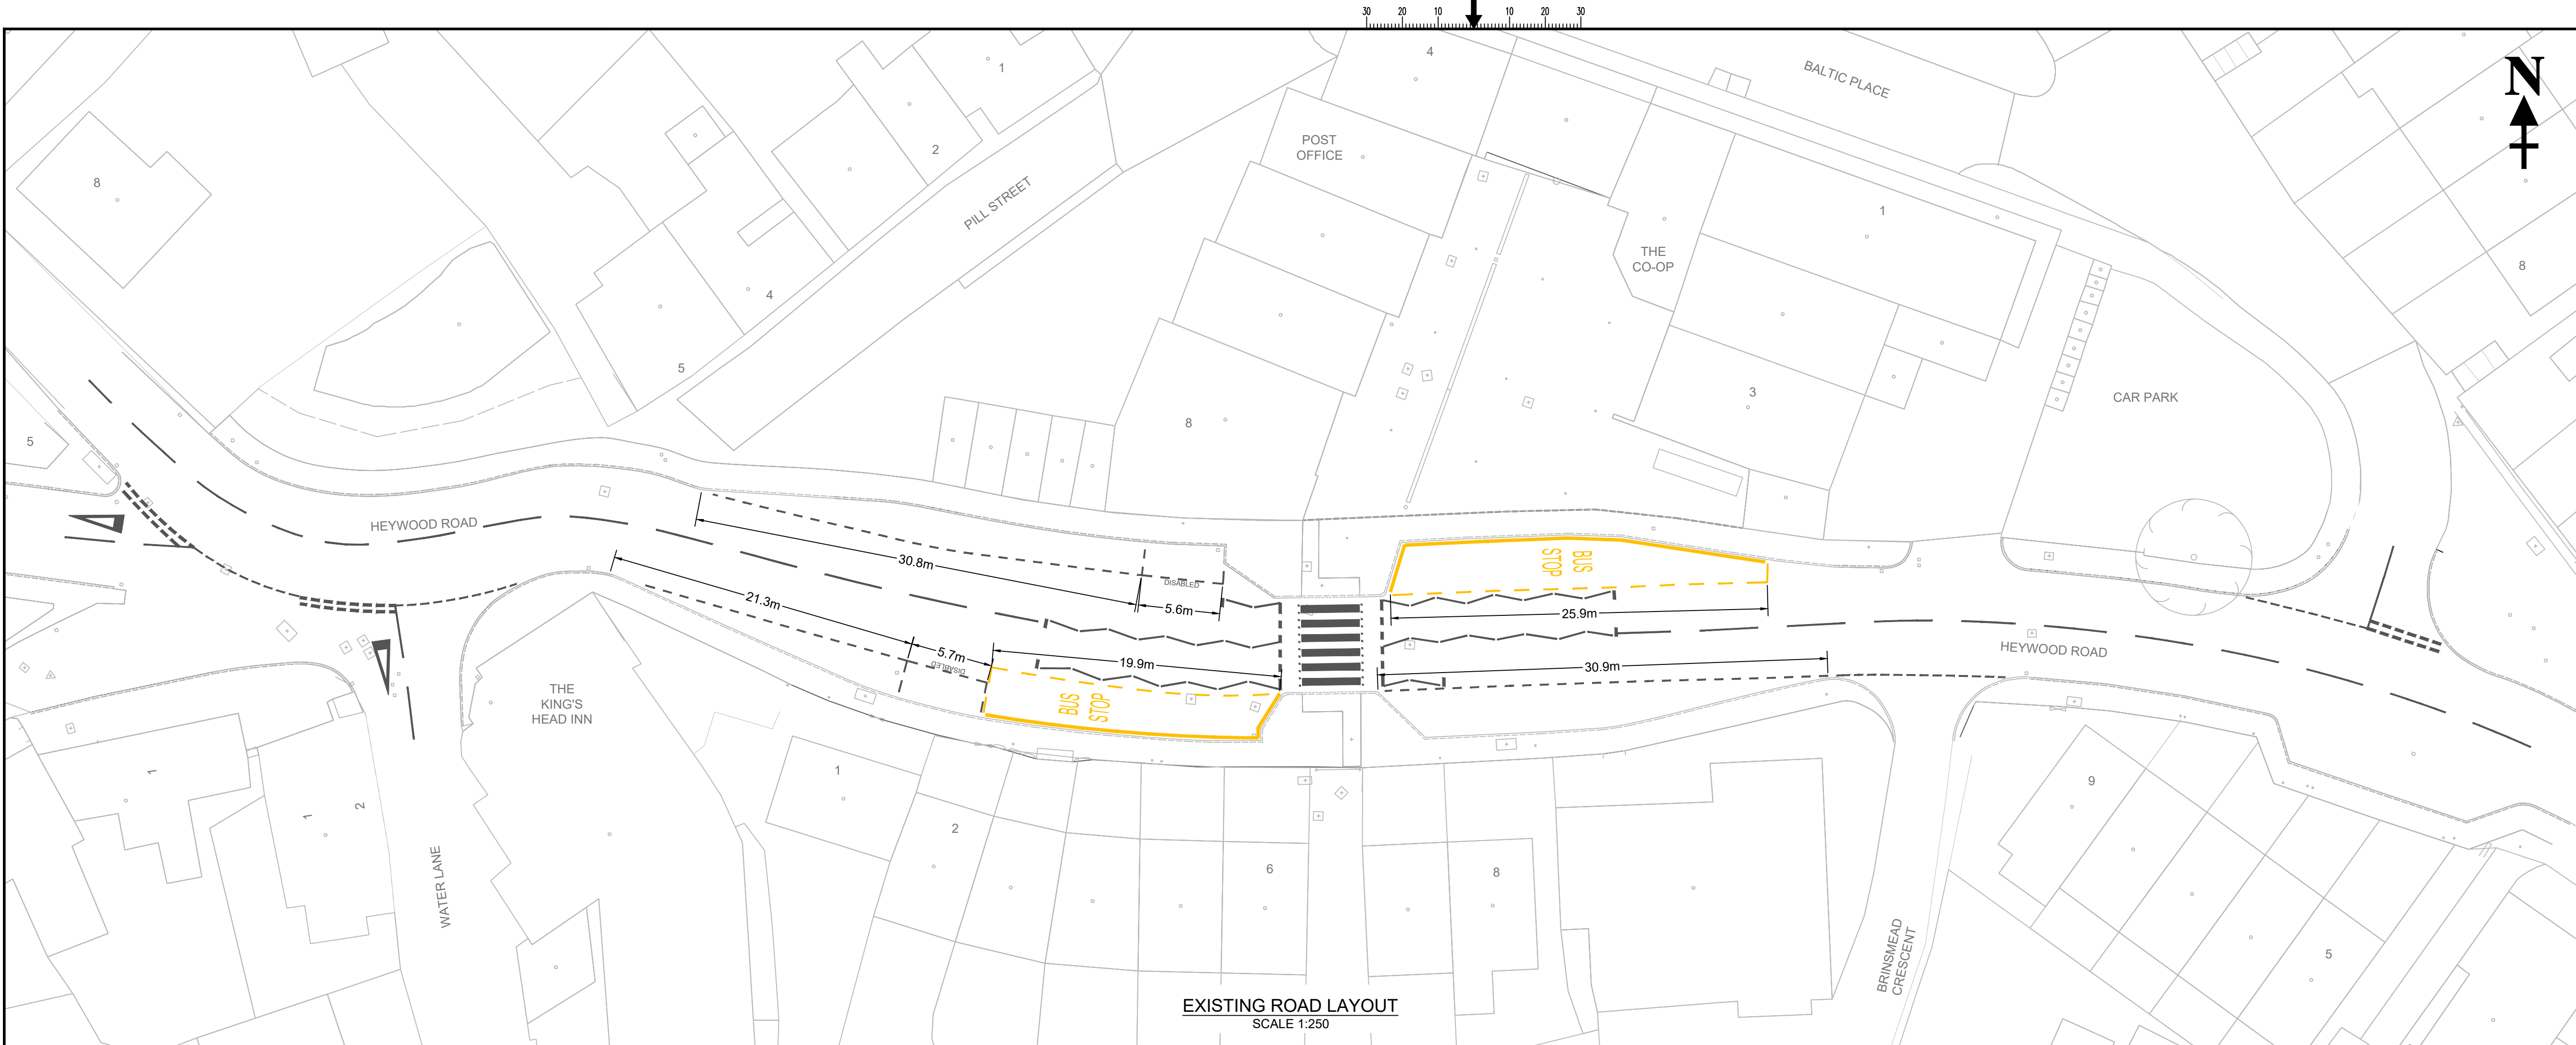 30 20 10 10 20 30
N
4
BALTIC PLACE
1
2
POST
OFFICE
8
PILL STREET
1
THE
CO-OP
8
4
5
3
CAR PARK
8
5
HEYWOOD ROAD
30.8m
DISABLED
5.6m
BUS
STOP
25.9m
21.3m
5.7m
DISABLED
19.9m
30.9m
HEYWOOD ROAD
BUS
STOP
THE
KING'S
HEAD INN
1
1
2
1
2
6
8
9
5
WATER LANE
BRINSMEAD
CRESCENT
EXISTING ROAD LAYOUT
SCALE 1:250